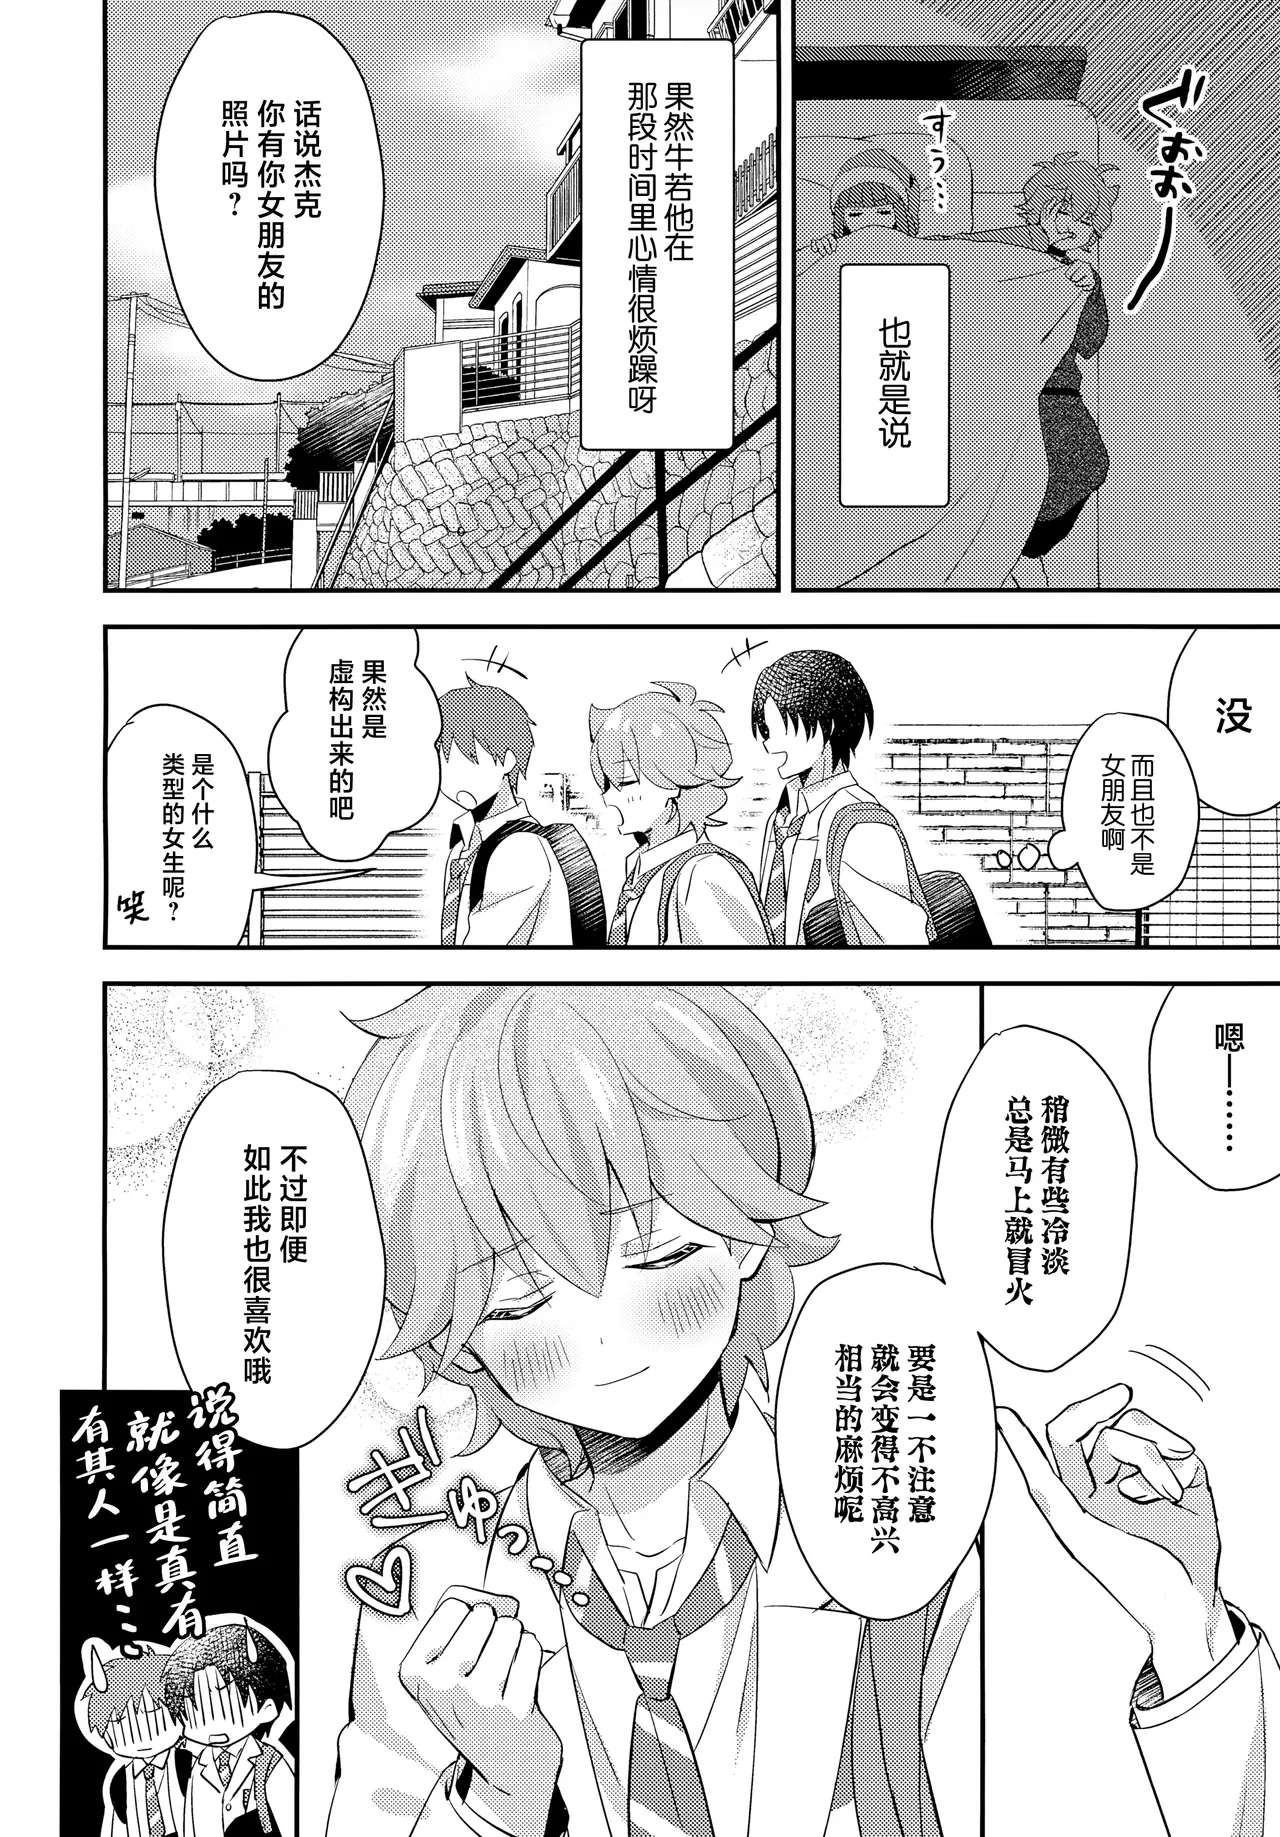 ぐおおー
すぅ…
也就是说
果然牛若他在
那段时间里心情很烦躁呀
话说杰克
你有你女朋友的
照片吗？
没
而且也不是
女朋友啊
果然是
虚构出来的吧
是个什么
类型的女生呢？
笑
嗯——……
稍微有些冷淡
总是马上就冒火
要是一不注意
就会变得不高兴
相当的麻烦呢
不过即便
如此我也很喜欢哦
ぎゅっ…
说得简直
就像是真有
有其人一样…